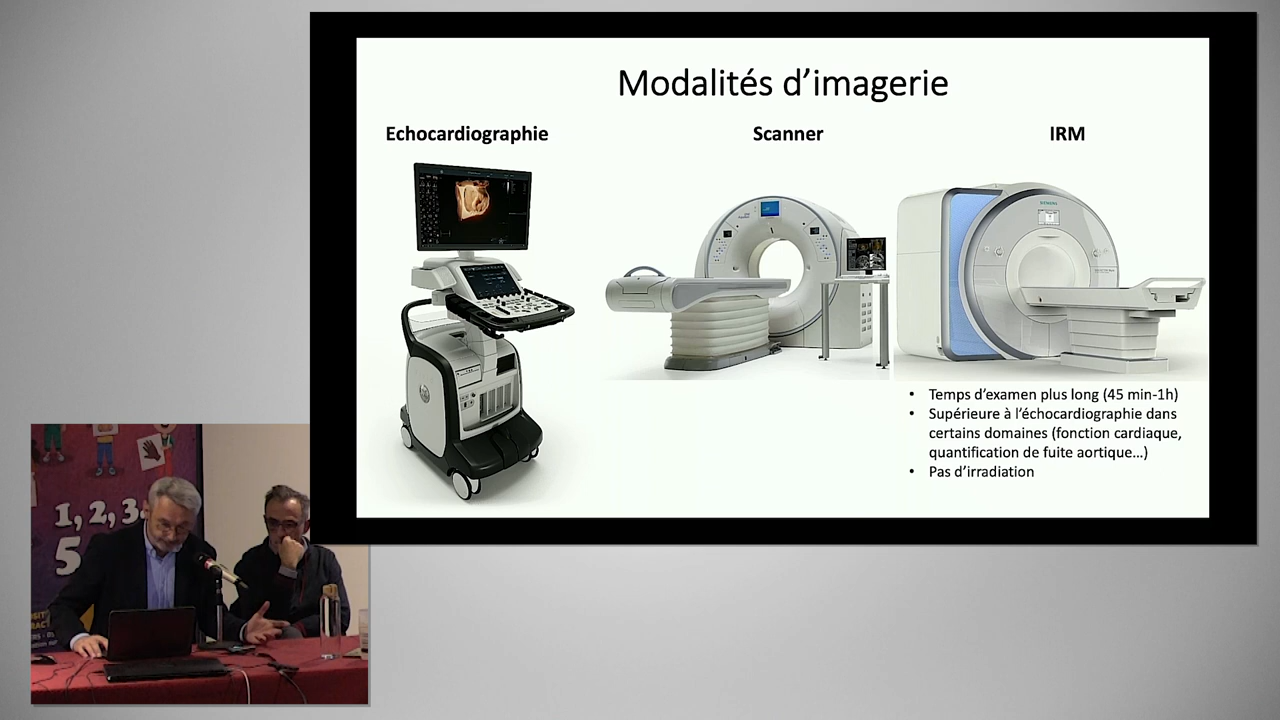 Modalités d’imagerie
Echocardiographie
Scanner
IRM
SIEMENS
• Temps d’examen plus long (45 min-1h)
• Supérieure à l’échocardiographie dans
certains domaines (fonction cardiaque,
quantification de fuite aortique…)
• Pas d’irradiation
1, 2, 3
5